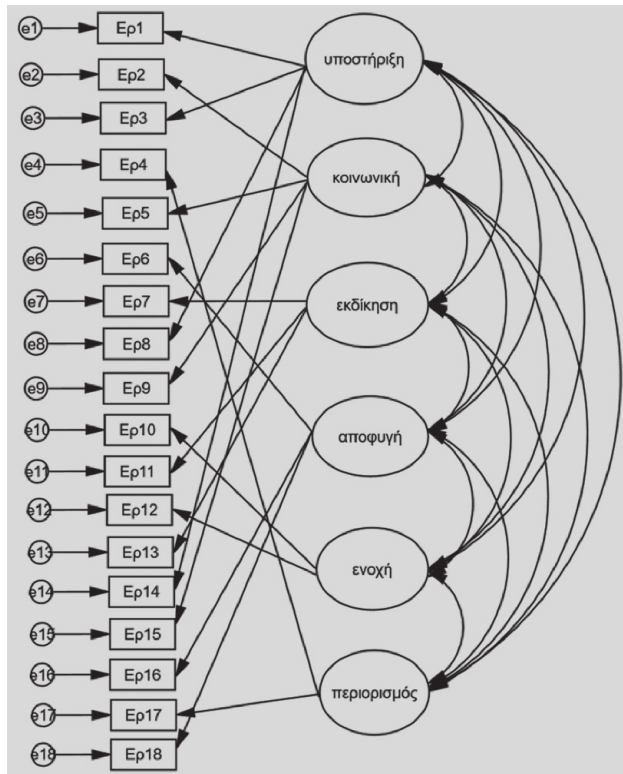 e1 Ερ1
e2 Ερ2
e3 Ερ3
e4 Ερ4
e5 Ερ5
e6 Ερ6
e7 Ερ7
e8 Ερ8
e9 Ερ9
e10 Ερ10
e11 Ερ11
e12 Ερ12
e13 Ερ13
e14 Ερ14
e15 Ερ15
e16 Ερ16
e17 Ερ17
e18 Ερ18
υποστήριξη
κοινωνική
εκδίκηση
αποφυγή
ενοχή
περιορισμός